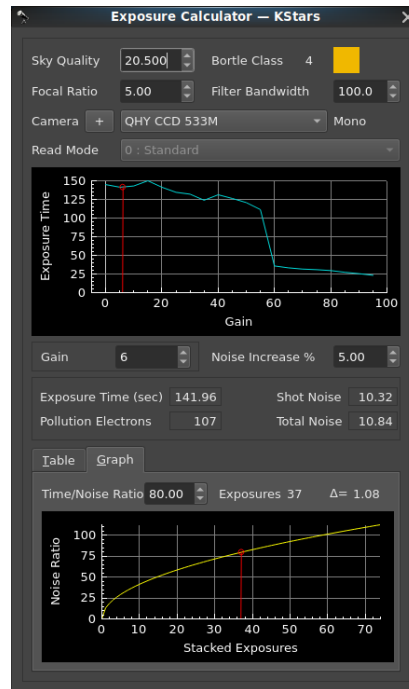 Exposure Calculator — KStars
Sky Quality 20.500 Bortle Class 4
Focal Ratio 5.00 Filter Bandwidth 100.0
Camera + QHY CCD 533M Mono
Read Mode 0 : Standard
150
125
100
75
50
25
0
Exposure Time
0 20 40 60 80 100
Gain
Gain 6 Noise Increase % 5.00
Exposure Time (sec) 141.96 Shot Noise 10.32
Pollution Electrons 107 Total Noise 10.84
Table Graph
Time/Noise Ratio 80.00 Exposures 37 Δ= 1.08
100
75
50
25
0
Noise Ratio
0 10 20 30 40 50 60 70
Stacked Exposures